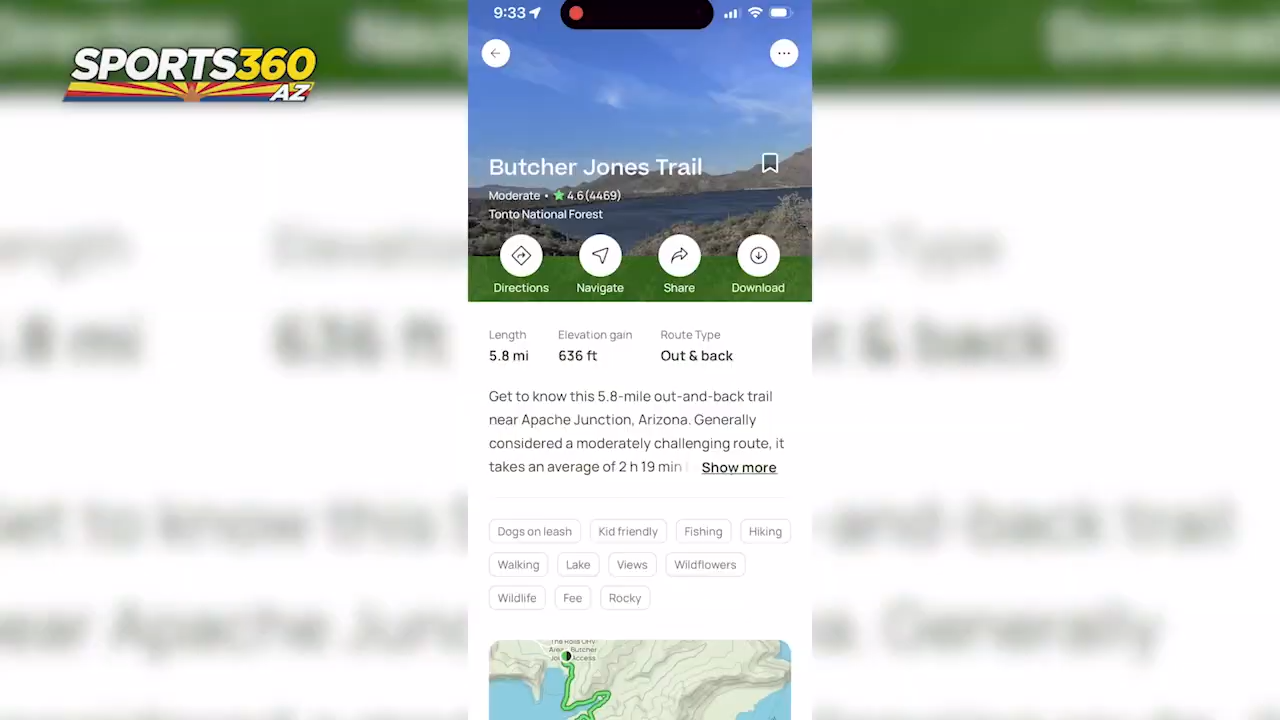 SPORTS360
AZ
9:33
Butcher Jones Trail
Moderate • 4.6(4469)
Tonto National Forest
Directions Navigate Share Download
Length Elevation gain Route Type
5.8 mi 636 ft Out & back
Get to know this 5.8-mile out-and-back trail
near Apache Junction, Arizona. Generally
considered a moderately challenging route, it
takes an average of 2 h 19 min Show more
Dogs on leash Kid friendly Fishing Hiking
Walking Lake Views Wildflowers
Wildlife Fee Rocky
Butcher
Access